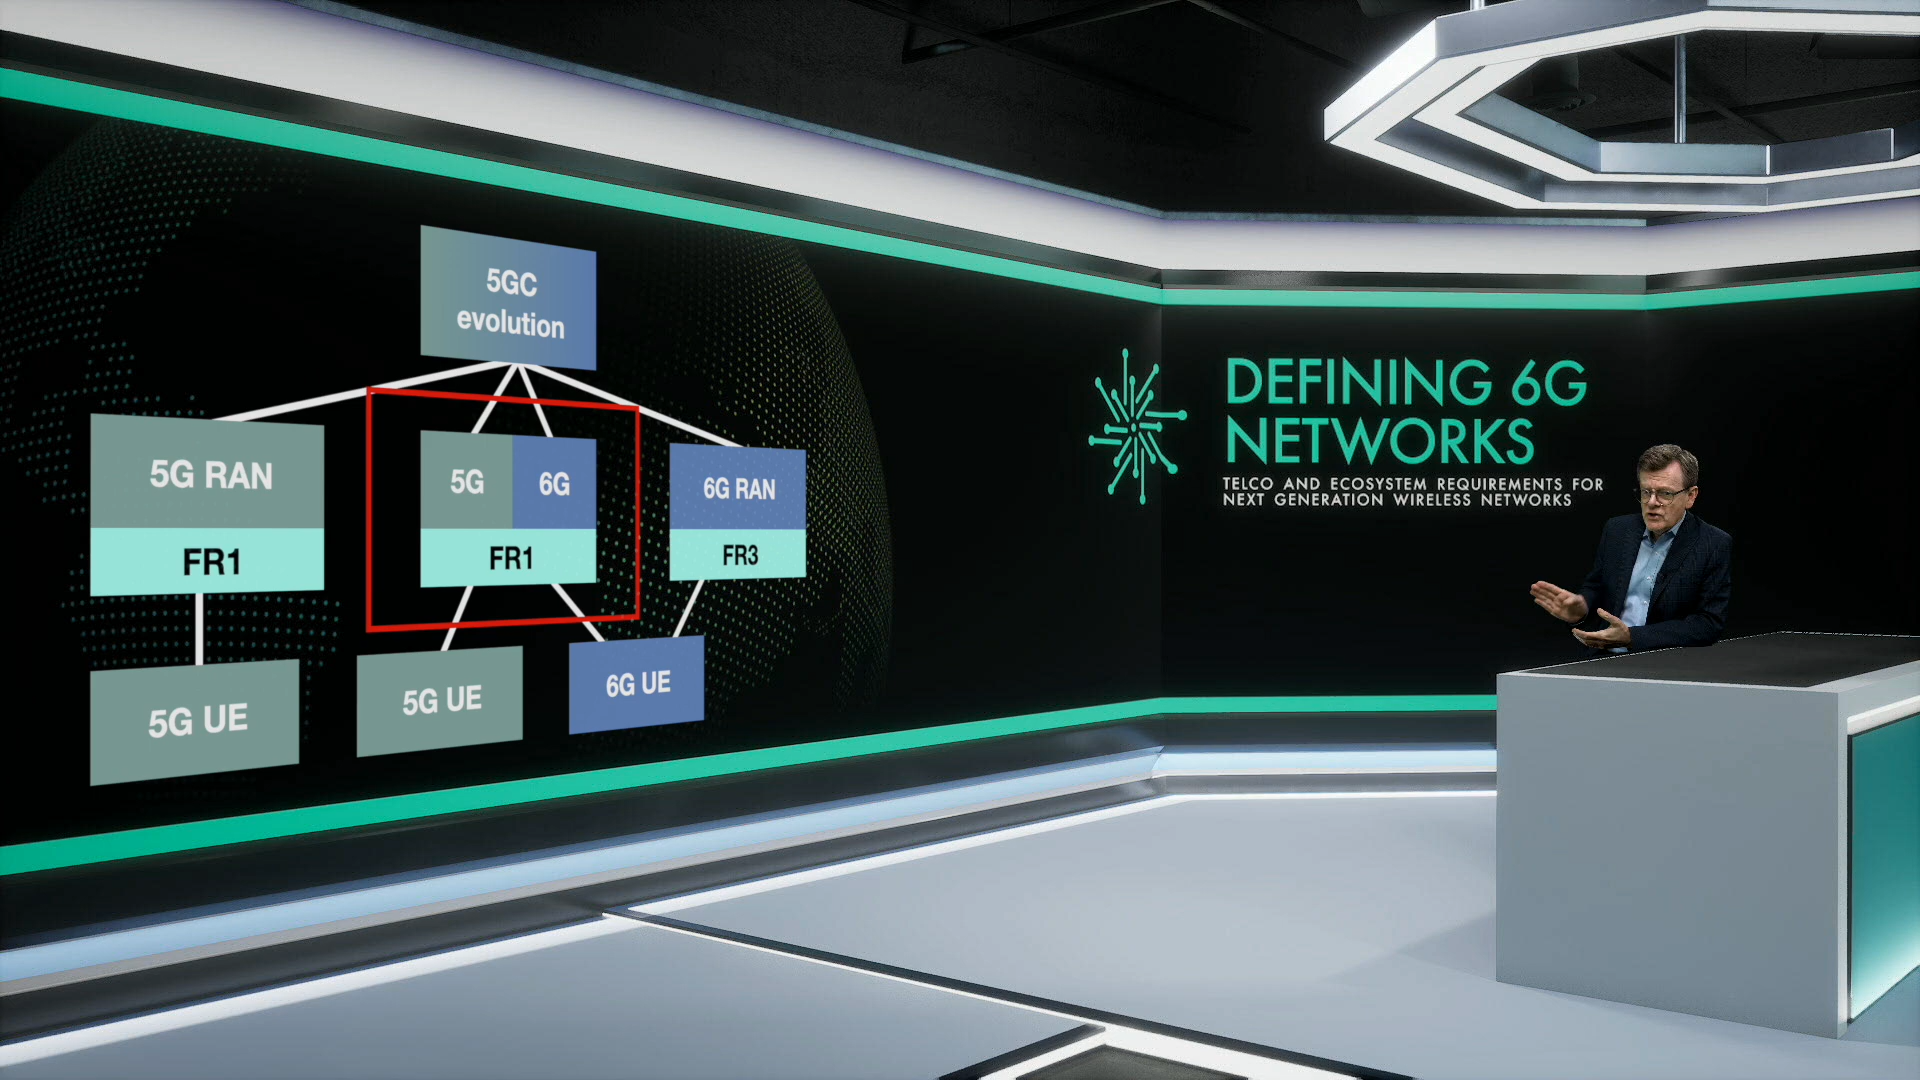 5GC
evolution
5G RAN
FR1
5G
6G
FR1
6G RAN
FR3
5G UE
5G UE
6G UE
DEFINING 6G
NETWORKS
TELCO AND ECOSYSTEM REQUIREMENTS FOR
NEXT GENERATION WIRELESS NETWORKS